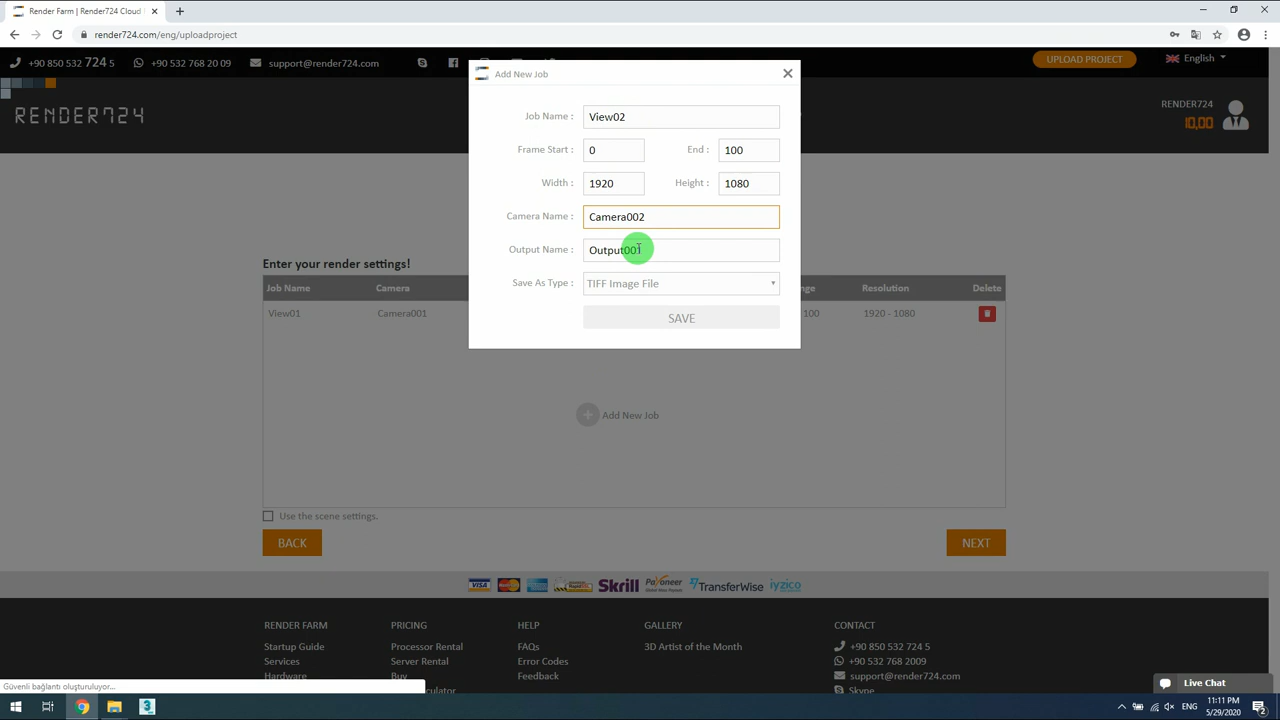 Render Farm | Render724 Cloud
render724.com/eng/uploadproject
+90 850 532 724 5
+90 532 768 20 09
support@render724.com
UPLOAD PROJECT
English
RENDER724
RENDER724
10,00
Add New Job
Job Name :
View02
Frame Start :
0
End :
100
Width :
1920
Height :
1080
Camera Name :
Camera002
Output Name :
Output001
Save As Type :
TIFF Image File
SAVE
Enter your render settings!
Job Name
Camera
Resolution
Delete
View01
Camera001
100
1920 - 1080
Add New Job
Use the scene settings.
BACK
NEXT
VISA
Skrill
Payoneer
TransferWise
iyzico
RENDER FARM
PRICING
HELP
GALLERY
CONTACT
Startup Guide
Processor Rental
FAQs
3D Artist of the Month
+90 850 532 724 5
Services
Server Rental
Error Codes
+90 532 768 2009
Hardware
Buy
Feedback
support@render724.com
Skype
Live Chat
Güvenli bağlantı oluşturuluyor...
ENG
11:11 PM
5/29/2020
2